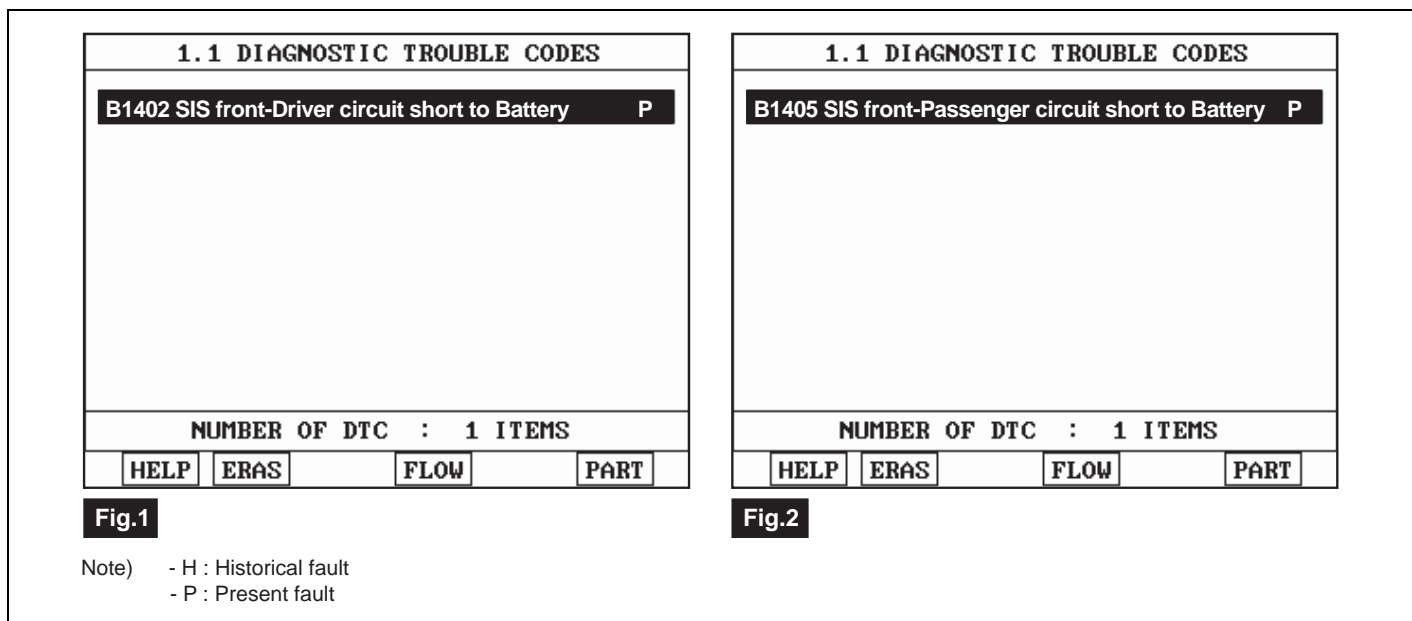 1.1 DIAGNOSTIC TROUBLE CODES
B1402 SIS front-Driver circuit short to Battery P
NUMBER OF DTC : 1 ITEMS
HELP ERAS FLOW PART
Fig.1
1.1 DIAGNOSTIC TROUBLE CODES
B1405 SIS front-Passenger circuit short to Battery P
NUMBER OF DTC : 1 ITEMS
HELP ERAS FLOW PART
Fig.2
Note) - H : Historical fault
- P : Present fault